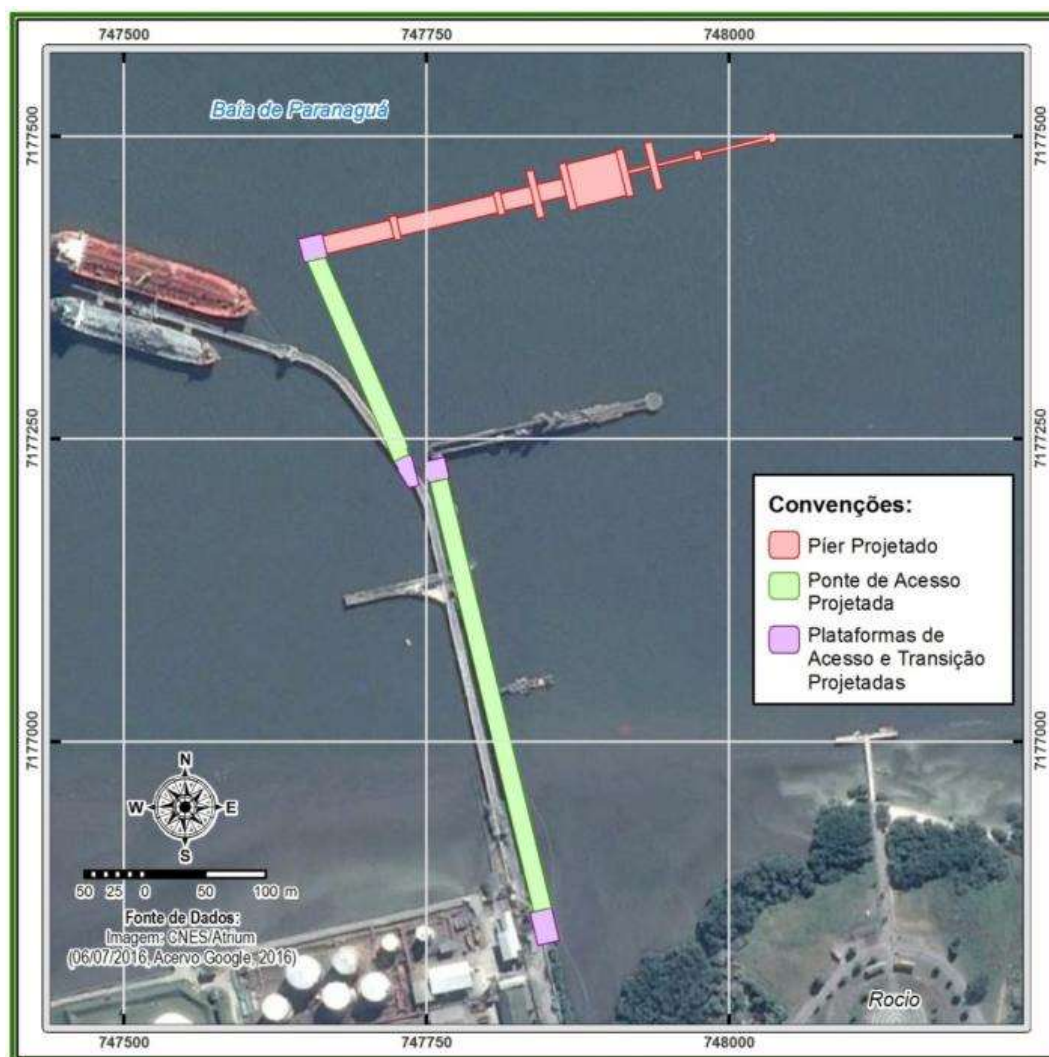 747500 747750 748000
Baía de Paranaguá
7177500 7177500
7177250 7177250
Convenções:
Píer Projetado
Ponte de Acesso
Projetada
Plataformas de
Acesso e Transição
Projetadas
7177000 7177000
N
W E
S
50 25 0 50 100 m
Fonte de Dados:
Imagem: CNES/Atrium
(06/07/2016, Acervo Google, 2016)
Rocio
747500 747750 748000